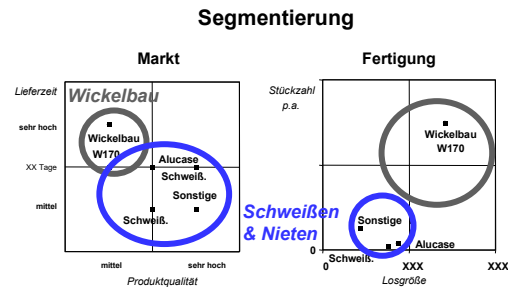 Segmentierung
Markt
Lieferzeit
Wickelbau
sehr hoch
Wickelbau
W170
XX Tage
Alucase
Schweiß.
Sonstige
mittel
Schweiß.
mittel
sehr hoch
Produktqualität
Schweißen
& Nieten
Fertigung
Stückzahl
p.a.
Wickelbau
W170
Sonstige
Alucase
Schweiß.
0
0
XXX
XXX
Losgröße